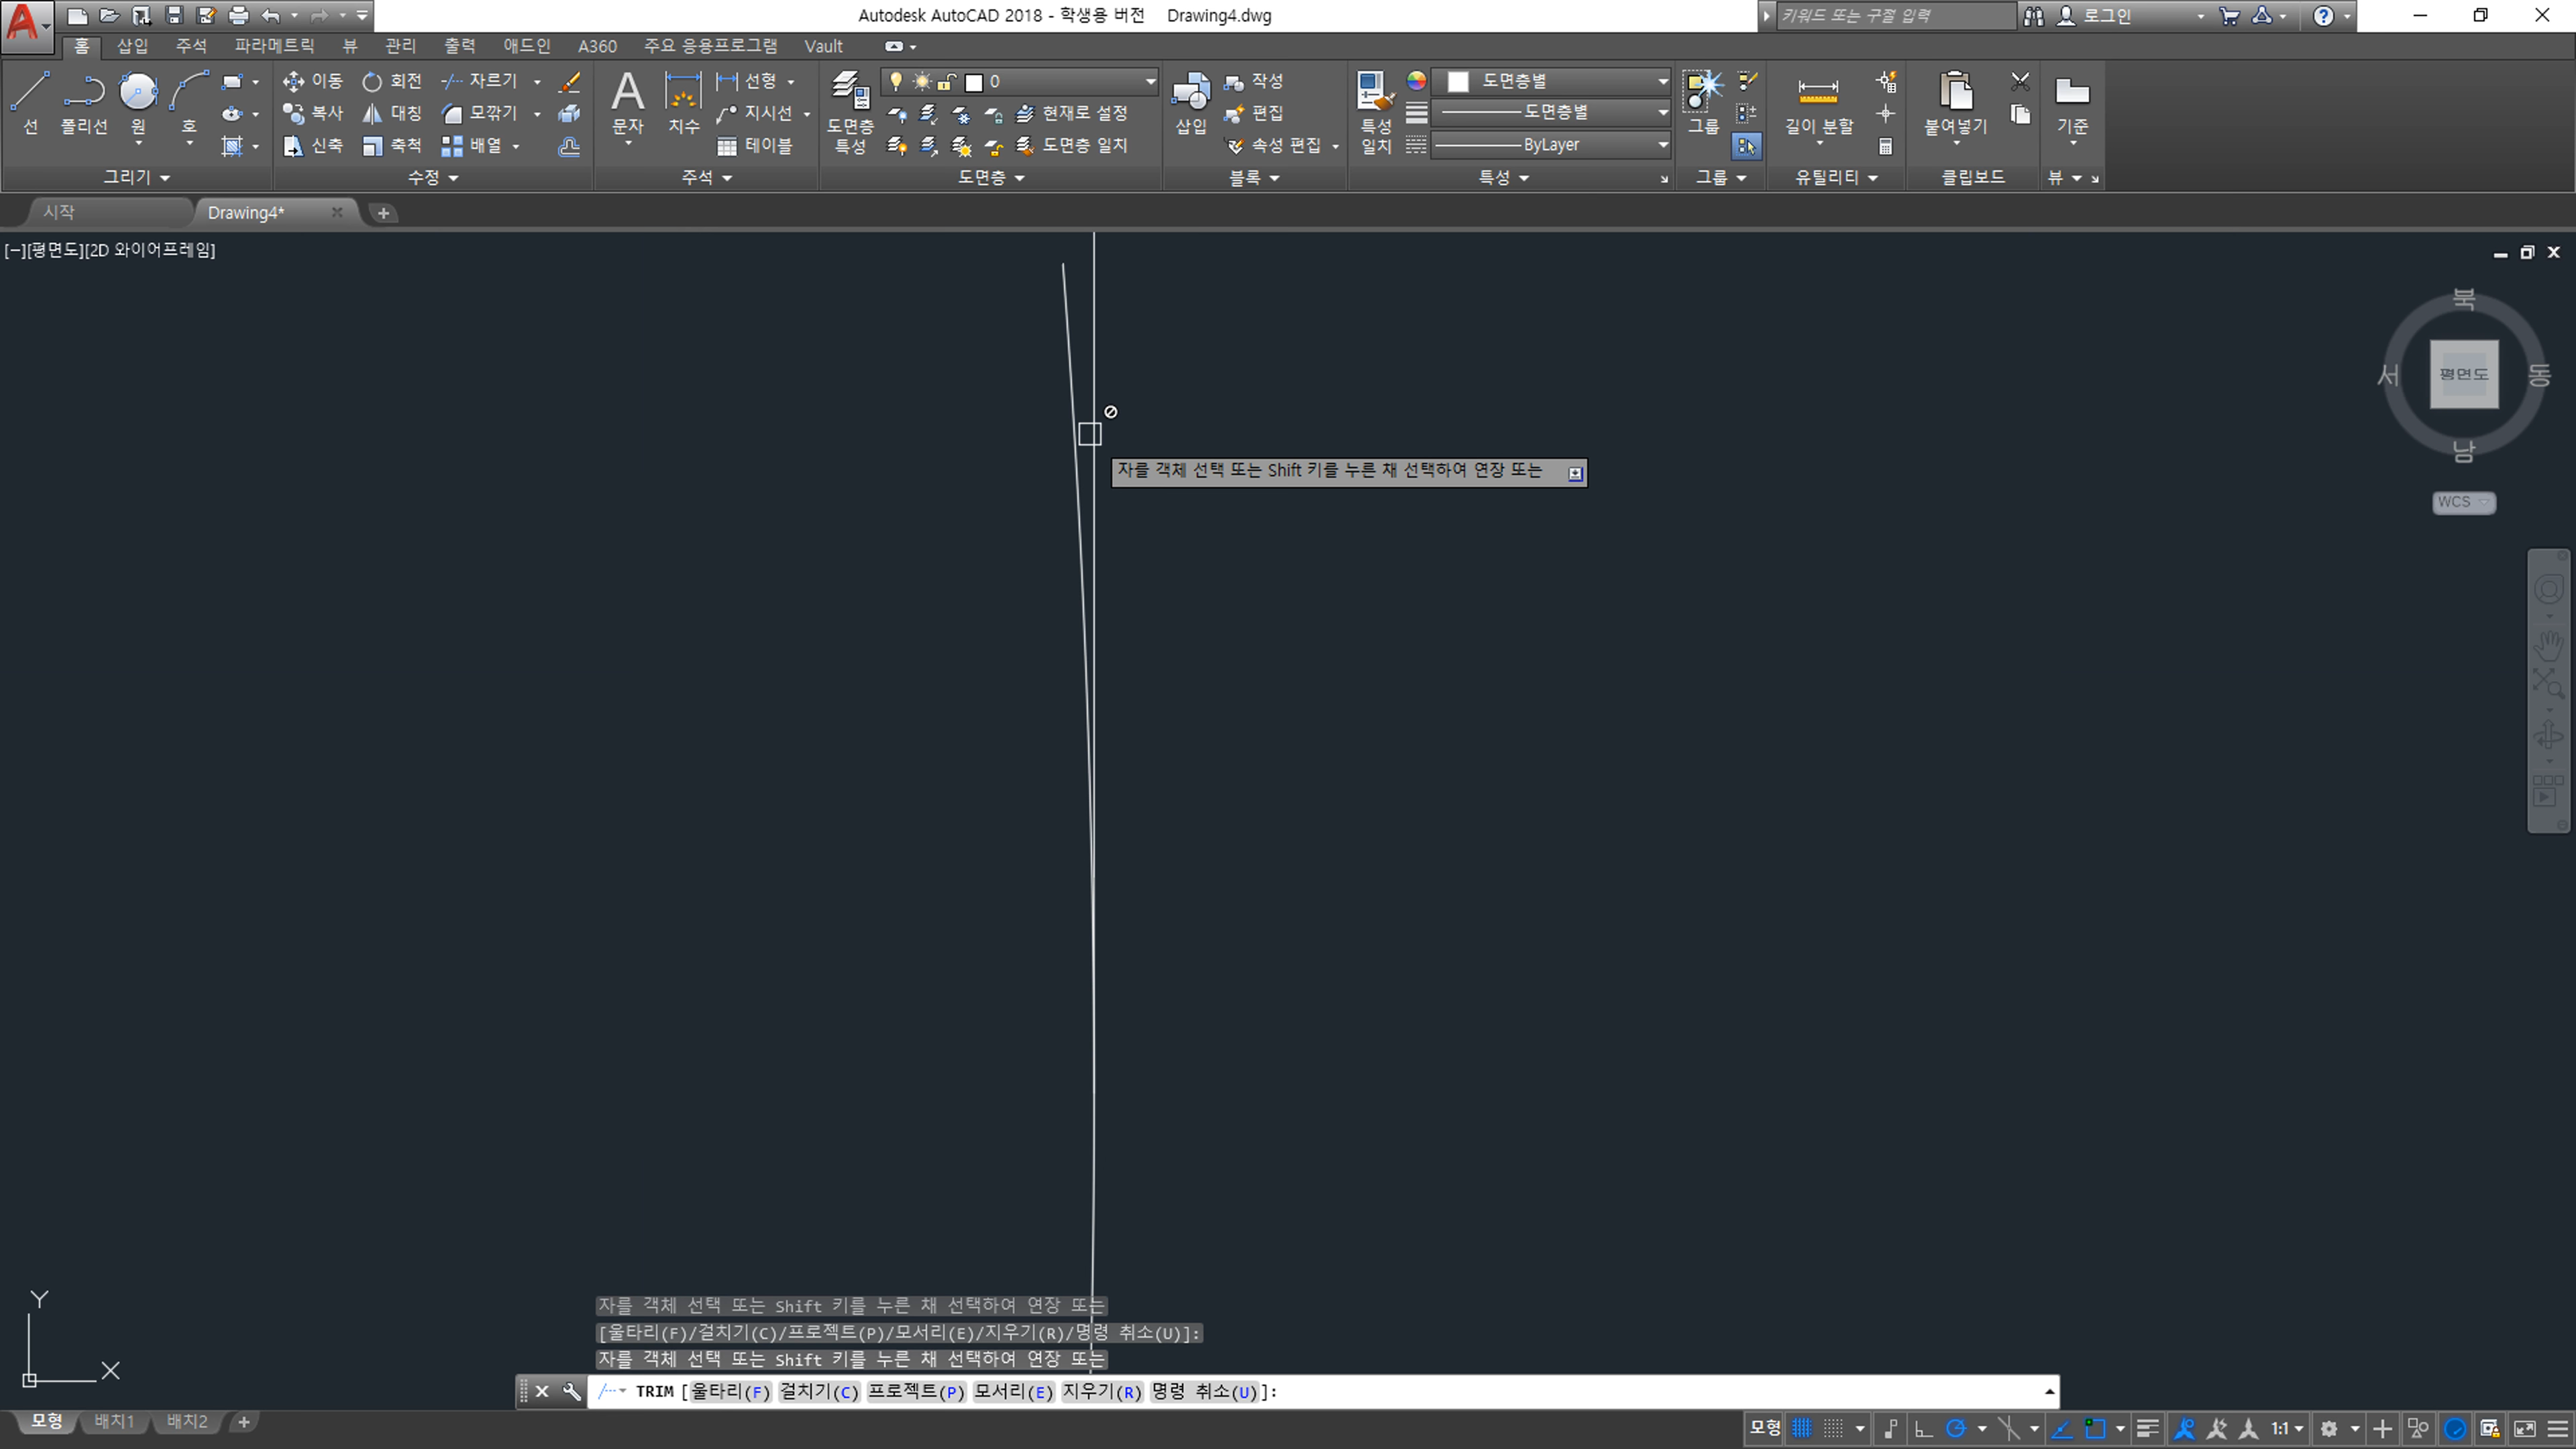 Autodesk AutoCAD 2018 - 학생용 버전 Drawing4.dwg
키워드 또는 구절 입력
로그인
홈 삽입 주석 파라메트릭 뷰 관리 출력 애드인 A360 주요 응용프로그램 Vault
선 폴리선 원 호
이동 회전 자르기
복사 대칭 모깎기
신축 축척 배열
문자 치수
선형
지시선
테이블
도면층 특성
0
현재로 설정
도면층 일치
삽입
작성
편집
속성 편집
특성 일치
도면층별
도면층별
ByLayer
그룹
길이 분할
붙여넣기
기준
그리기 수정 주석 도면층 블록 특성 그룹 유틸리티 클립보드 뷰
시작 Drawing4*
[−][평면도][2D 와이어프레임]
북
서 평면도 동
남
WCS
자를 객체 선택 또는 Shift 키를 누른 채 선택하여 연장 또는
Y
X
자를 객체 선택 또는 Shift 키를 누른 채 선택하여 연장 또는
[울타리(F)/걸치기(C)/프로젝트(P)/모서리(E)/지우기(R)/명령 취소(U)]:
자를 객체 선택 또는 Shift 키를 누른 채 선택하여 연장 또는
TRIM [울타리(F) 걸치기(C) 프로젝트(P) 모서리(E) 지우기(R) 명령 취소(U)]:
모형 배치1 배치2
모형
1:1